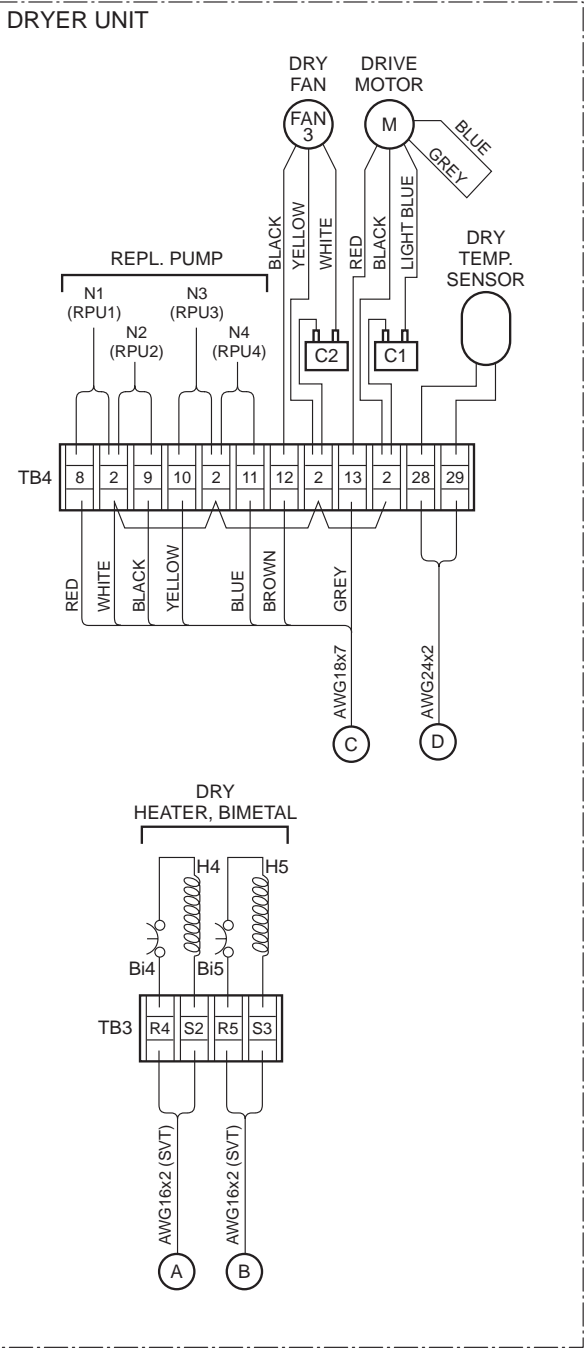 DRYER UNIT
DRY
FAN
DRIVE
MOTOR
FAN
3
M
BLUE
GREY
BLACK
YELLOW
WHITE
RED
BLACK
LIGHT BLUE
DRY
TEMP.
SENSOR
REPL. PUMP
N1
(RPU1)
N2
(RPU2)
N3
(RPU3)
N4
(RPU4)
C2
C1
TB4 8 2 9 10 2 11 12 2 13 2 28 29
RED
WHITE
BLACK
YELLOW
BLUE
BROWN
GREY
AWG18x7
AWG24x2
C
D
DRY
HEATER, BIMETAL
H4
H5
Bi4
Bi5
TB3 R4 S2 R5 S3
AWG16x2 (SVT)
AWG16x2 (SVT)
A
B